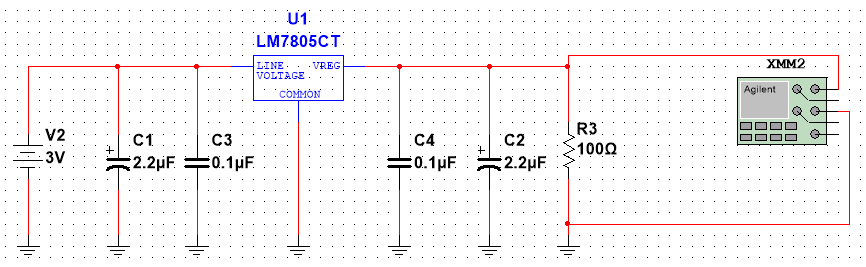 U1
LM7805CT
LINE VREG
VOLTAGE
COMMON
XMM2
Agilent
V2
3V
C1
2.2µF
C3
0.1µF
C4
0.1µF
C2
2.2µF
R3
100Ω